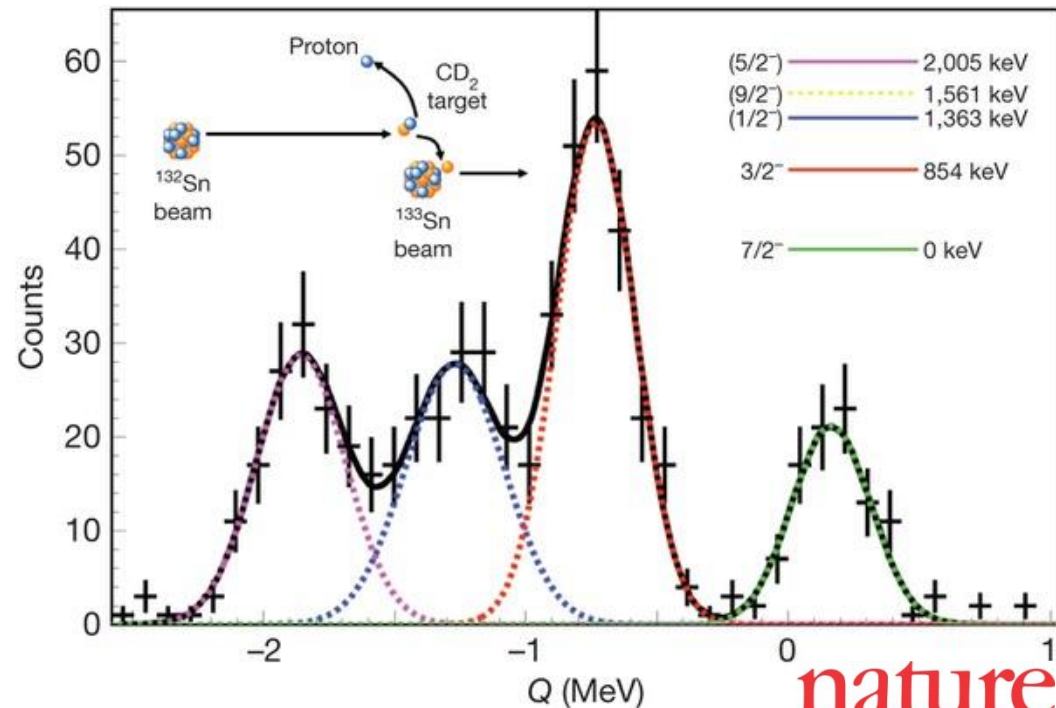 60
50
40
30
20
10
0
Counts
Proton
CD₂
target
¹³²Sn
beam
¹³³Sn
beam
(5/2⁻) 2,005 keV
(9/2⁻) 1,561 keV
(1/2⁻) 1,363 keV
3/2⁻ 854 keV
7/2⁻ 0 keV
–2 –1 0 1
Q (MeV)
nature